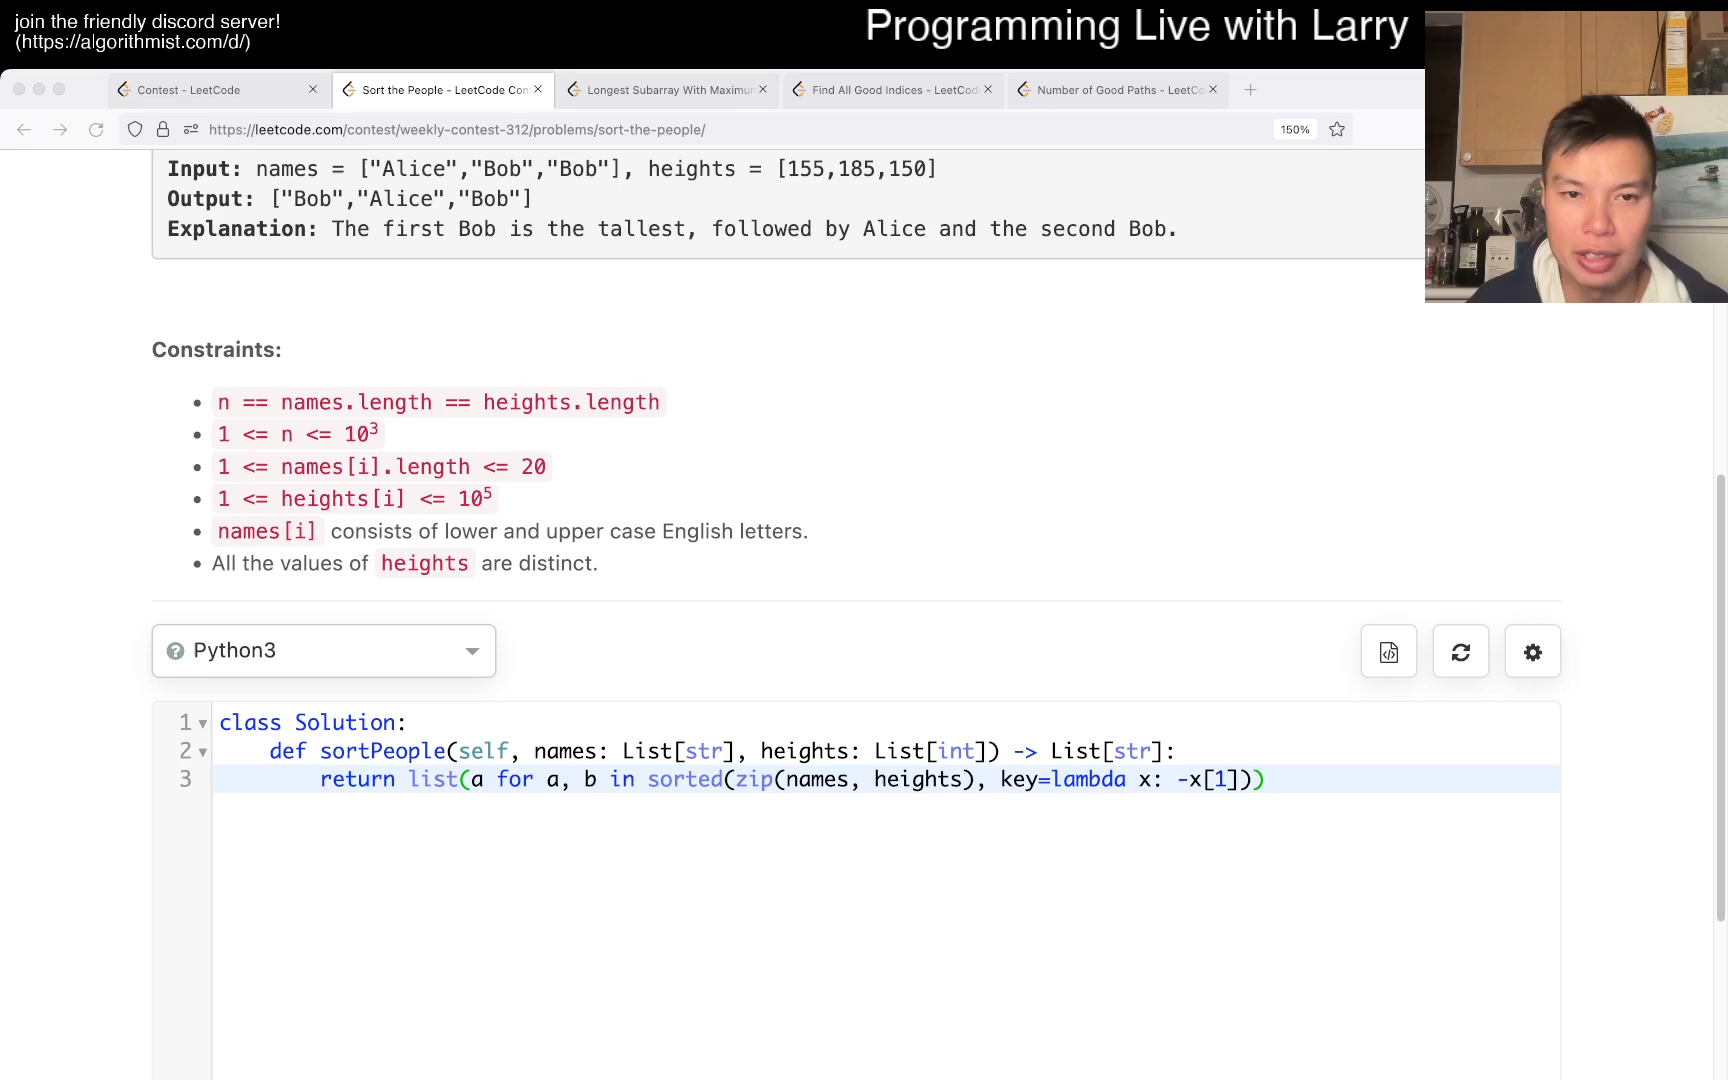 join the friendly discord server!
(https://algorithmist.com/d/)
Programming Live with Larry
Contest - LeetCode
Sort the People - LeetCode Con
Longest Subarray With Maximum
Find All Good Indices - LeetCod
Number of Good Paths - LeetCo
https://leetcode.com/contest/weekly-contest-312/problems/sort-the-people/
150%
Input: names = ["Alice","Bob","Bob"], heights = [155,185,150]
Output: ["Bob","Alice","Bob"]
Explanation: The first Bob is the tallest, followed by Alice and the second Bob.
Constraints:
n == names.length == heights.length
1 <= n <= 10³
1 <= names[i].length <= 20
1 <= heights[i] <= 10⁵
names[i] consists of lower and upper case English letters.
All the values of heights are distinct.
Python3
1 class Solution:
2 def sortPeople(self, names: List[str], heights: List[int]) -> List[str]:
3 return list(a for a, b in sorted(zip(names, heights), key=lambda x: -x[1]))